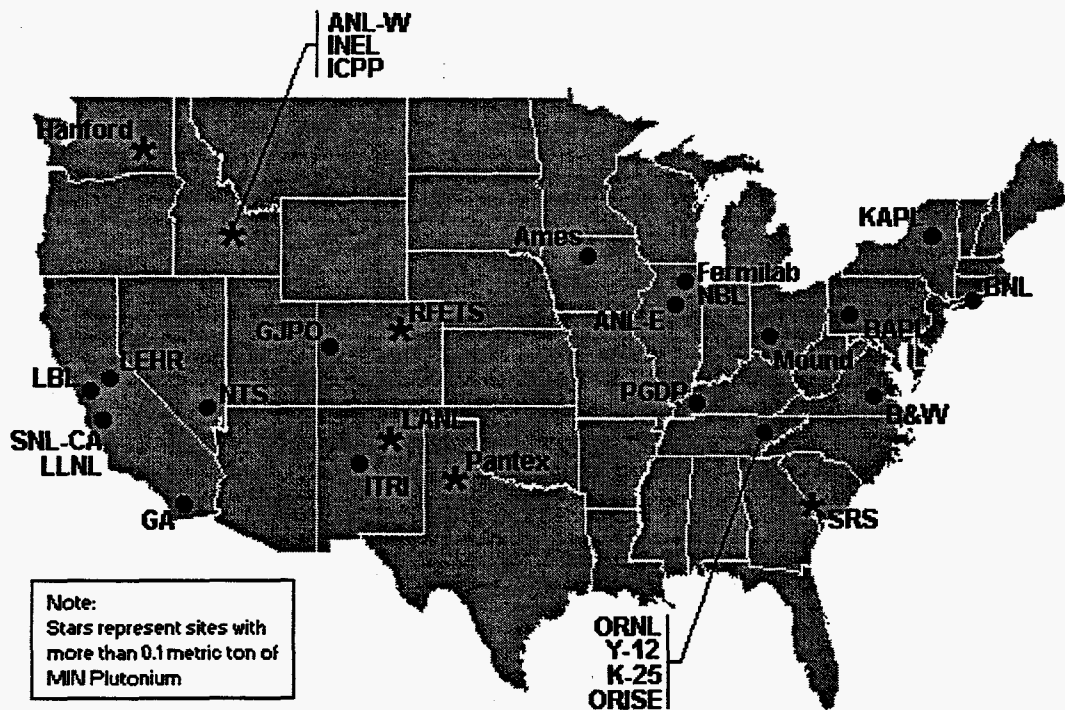 ANL-W
INEL
ICPP
Hanford
KAPL
Ames
Fermilab
NBL
BNL
ANL-E
RFETS
GJPO
BAPL
Mound
LEHR
LBL
NTS
PGDP
B&W
LANL
SNL-CA
LLNL
Pantex
ITRI
GA
SRS
Note:
Stars represent sites with
more than 0.1 metric ton of
MIN Plutonium
ORNL
Y-12
K-25
ORISE